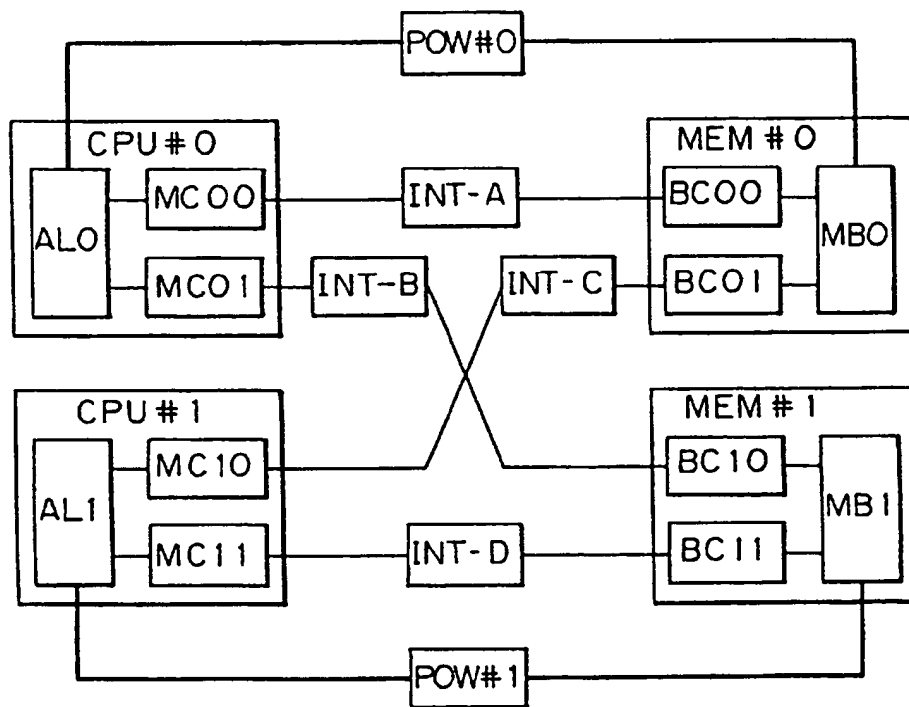 POW#0
CPU#0
MEM#0
AL0
MC00
INT-A
BC00
MB0
MC01
INT-B
INT-C
BC01
CPU#1
MEM#1
AL1
MC10
BC10
MB1
MC11
INT-D
BC11
POW#1